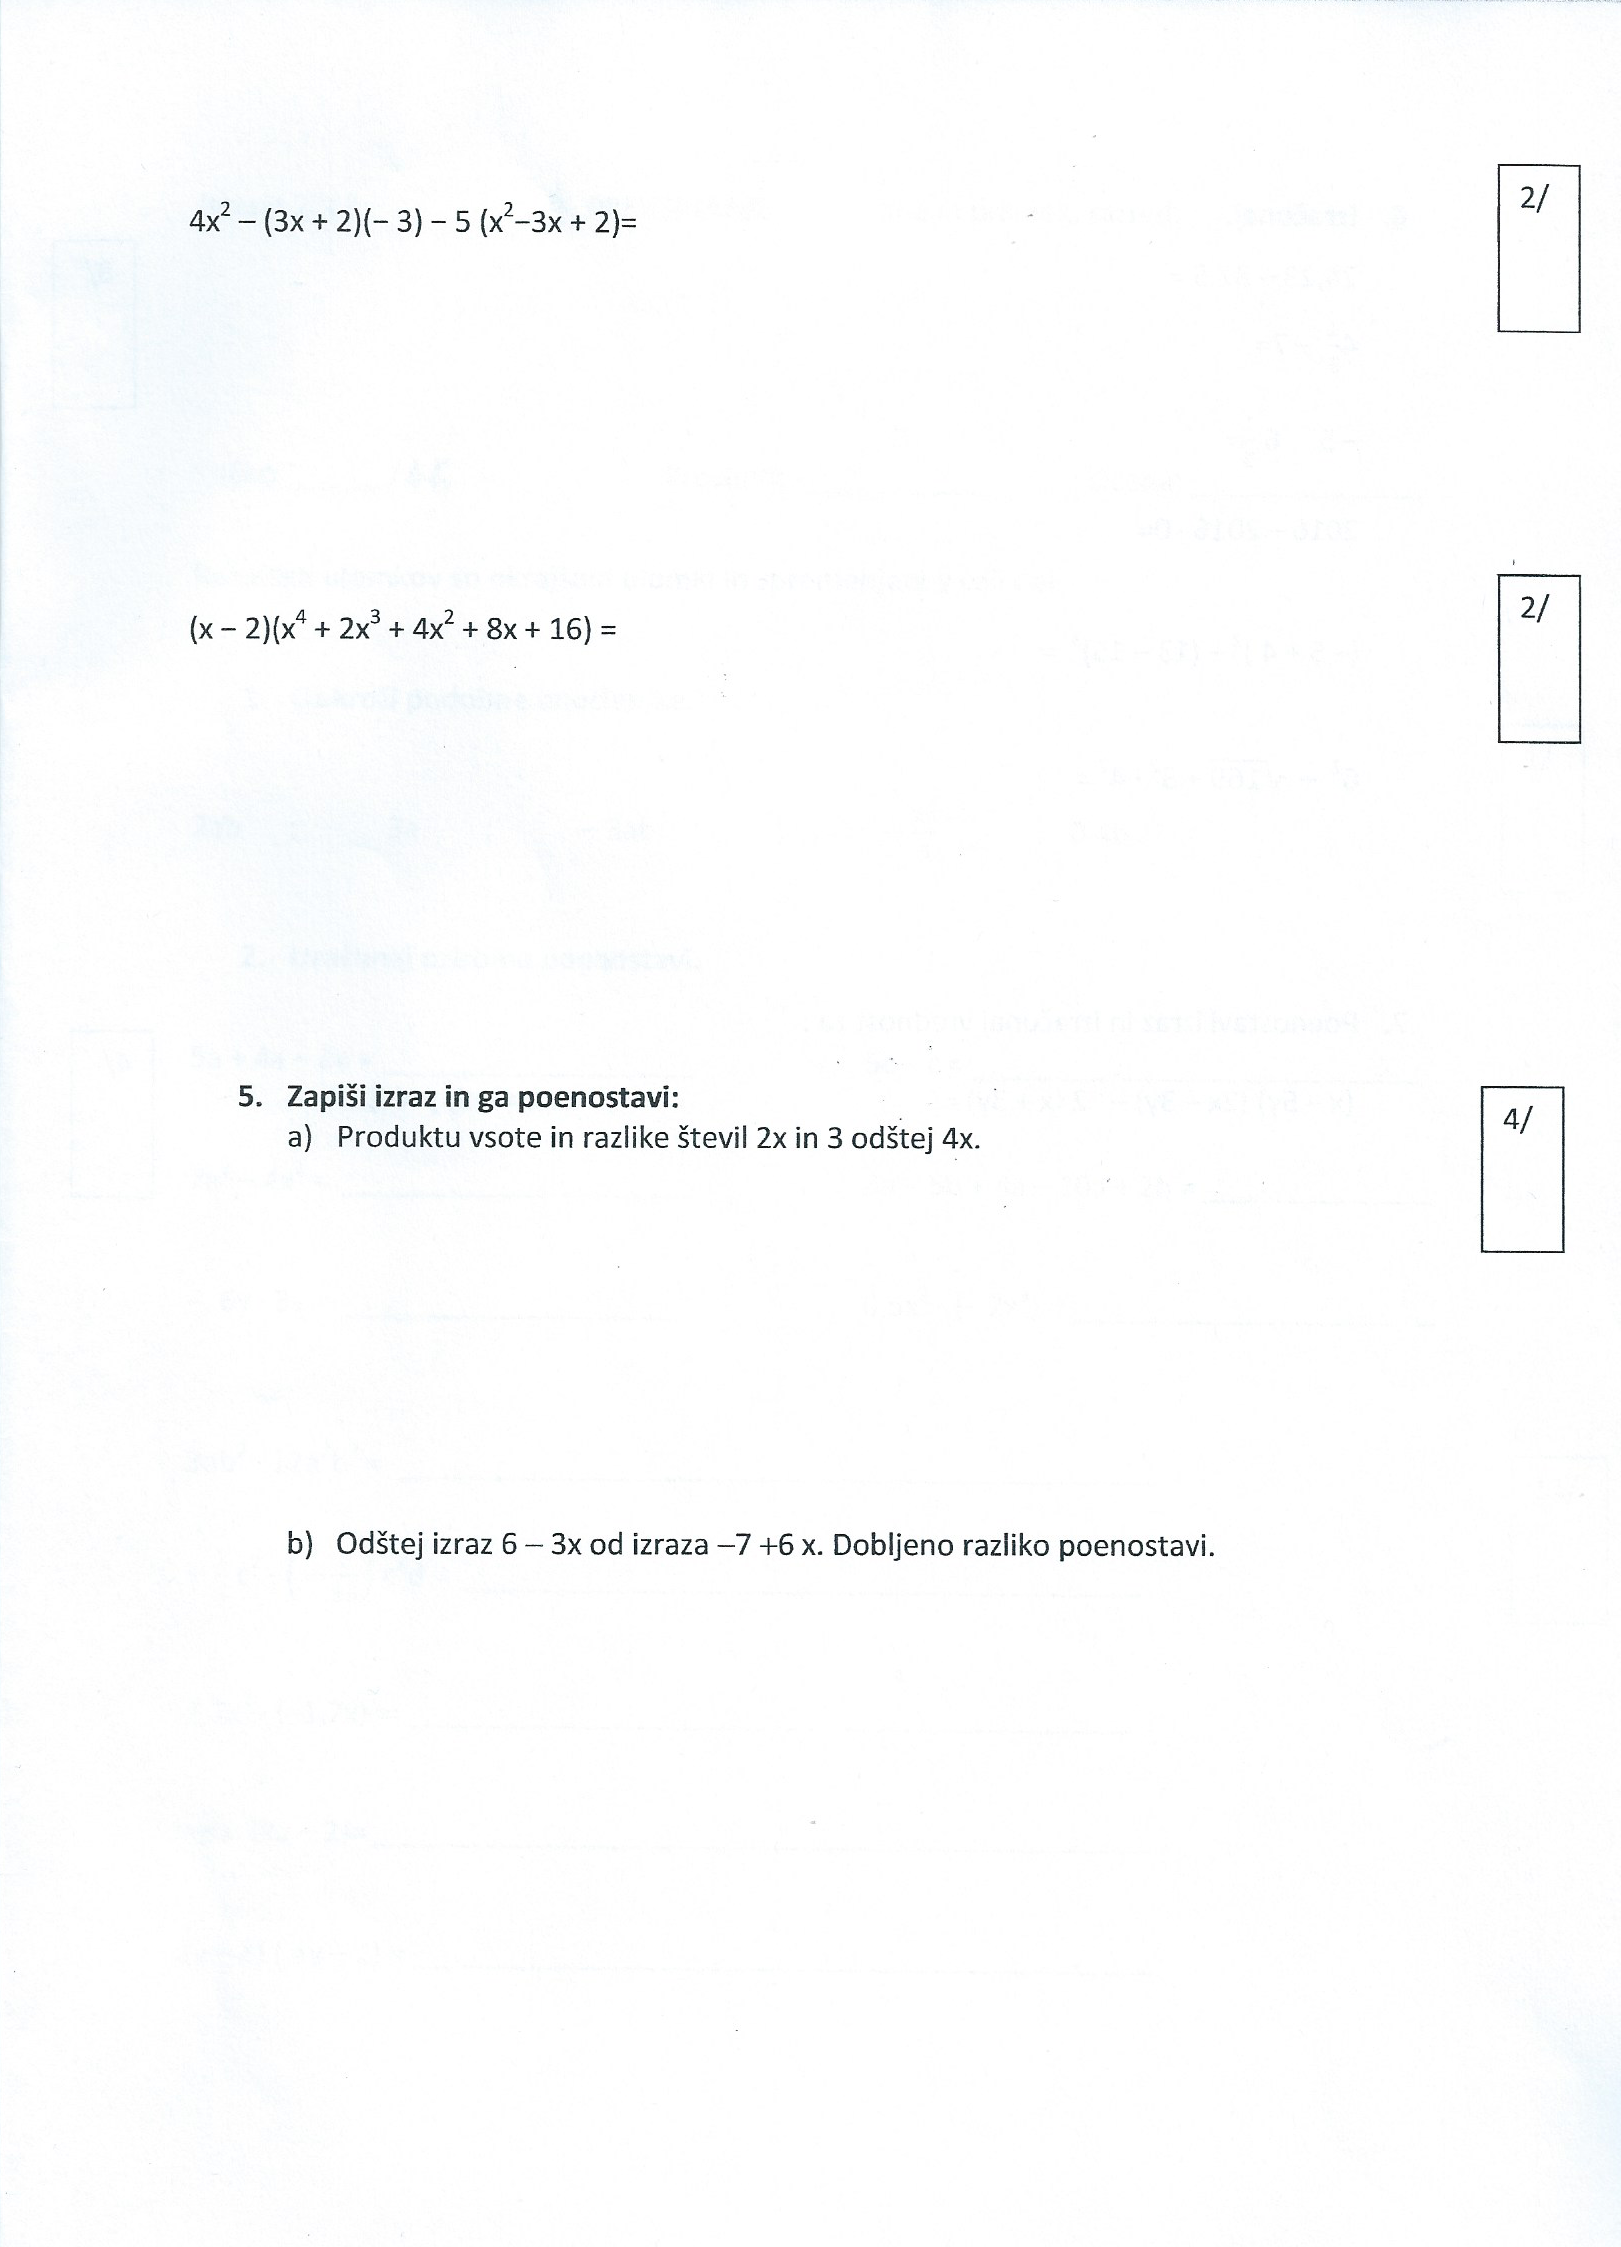 4x² – (3x + 2)(– 3) – 5 (x²–3x + 2)=
2/
(x – 2)(x⁴ + 2x³ + 4x² + 8x + 16) =
2/
5. Zapiši izraz in ga poenostavi:
4/
a) Produktu vsote in razlike števil 2x in 3 odštej 4x.
b) Odštej izraz 6 – 3x od izraza –7 +6 x. Dobljeno razliko poenostavi.